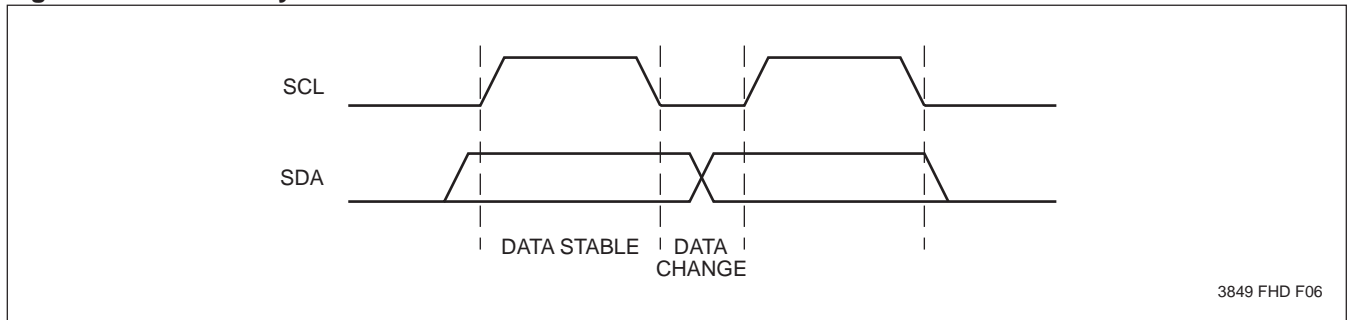 SCL
SDA
DATA STABLE
DATA
CHANGE
3849 FHD F06